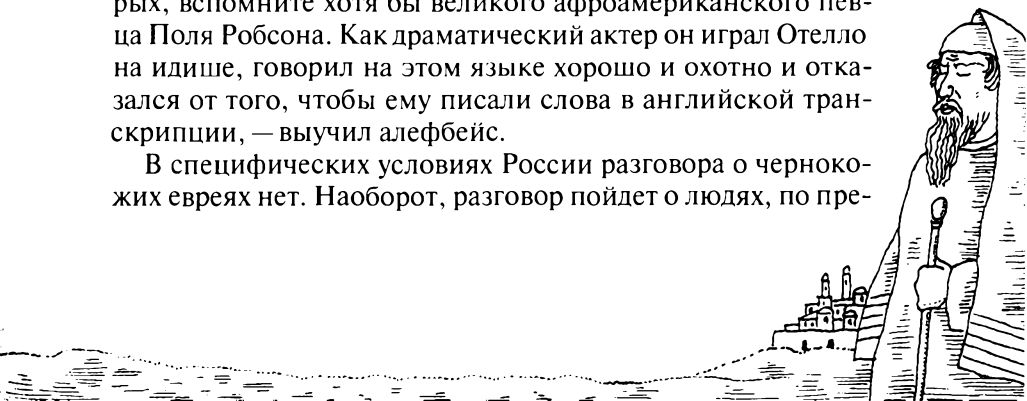 рых, вспомните хотя бы великого афроамериканского пев-
ца Поля Робсона. Как драматический актер он играл Отелло
на идише, говорил на этом языке хорошо и охотно и отка-
зался от того, чтобы ему писали слова в английской тран-
скрипции, — выучил алефбейс.
В специфических условиях России разговора о черноко-
жих евреях нет. Наоборот, разговор пойдет о людях, по пре-